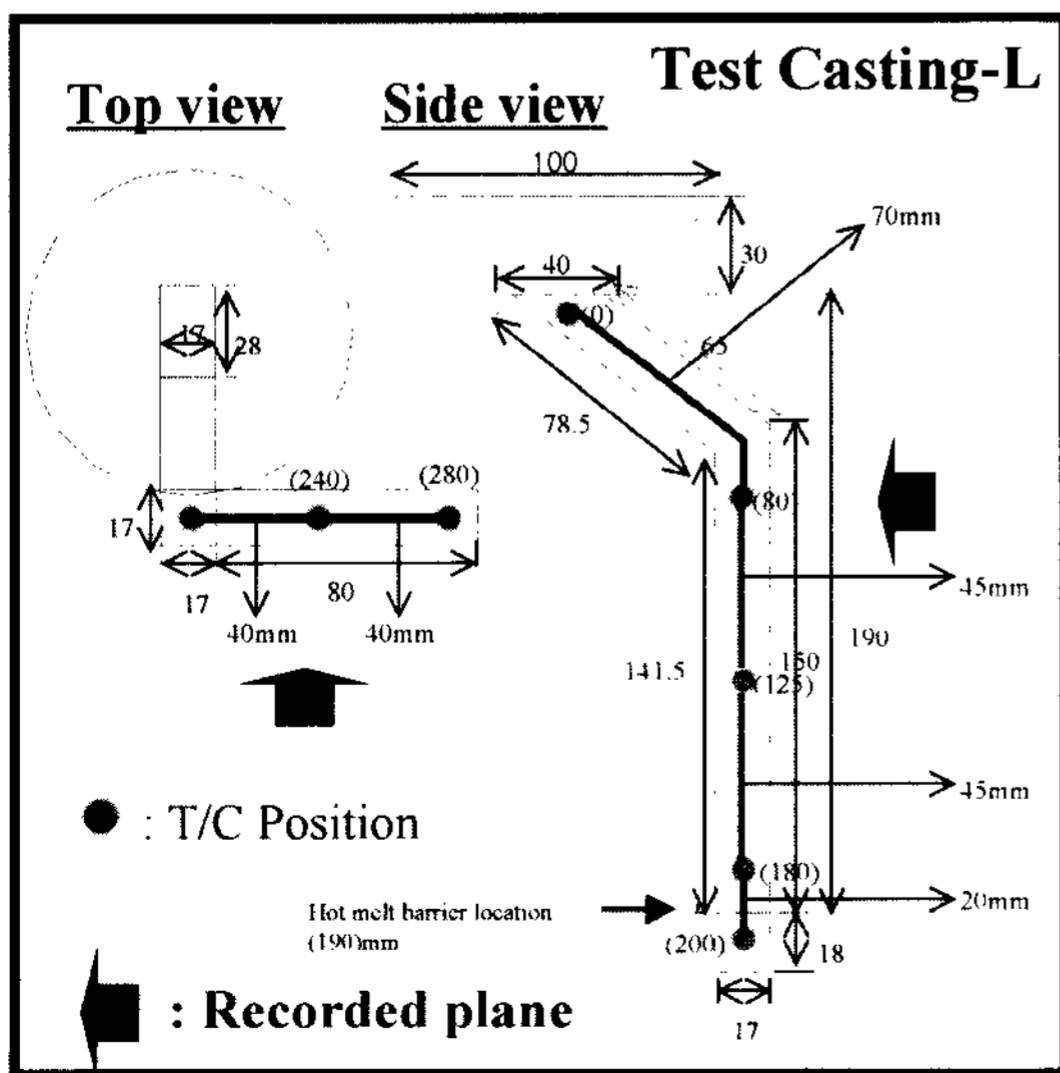 Test Casting-L
Top view
Side view
100
70mm
30
40
(0)
17
28
65
78.5
(240)
(280)
(80)
17
17
80
45mm
40mm
40mm
190
150
141.5
(125)
45mm
● : T/C Position
(180)
20mm
Hot melt barrier location
(190)mm
(200)
18
: Recorded plane
17